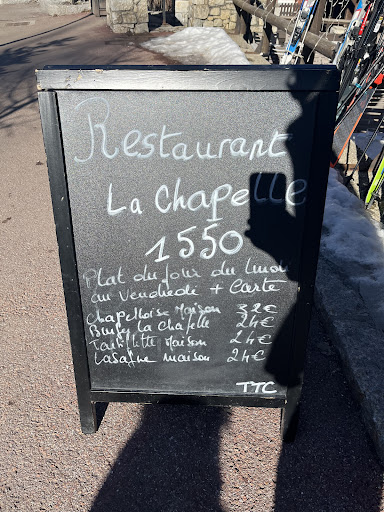 Restaurant
La Chapelle
1550
Plat du Jour du lundi
au Vendredi + Carte
Chapelloise Maison 32€
Burger La Chapelle 24€
Tartiflette Maison 24€
Lasagne maison 24€
TTC